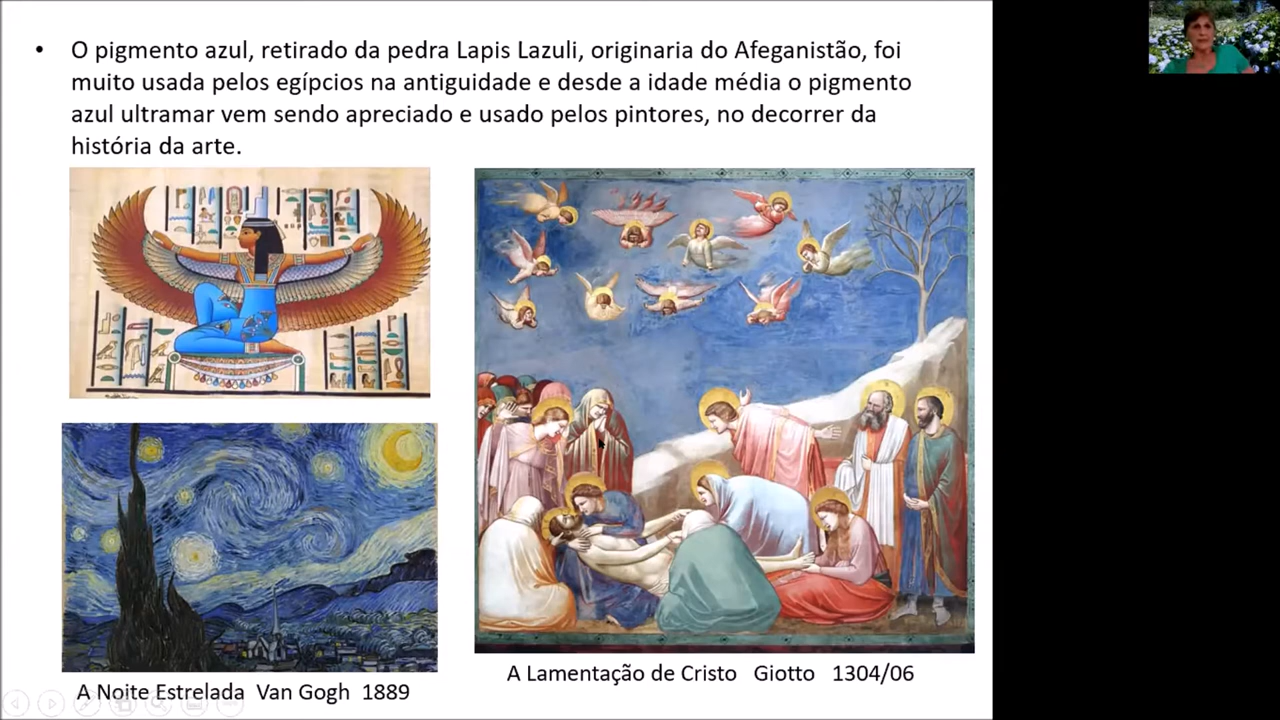 • O pigmento azul, retirado da pedra Lapis Lazuli, originaria do Afeganistão, foi
muito usada pelos egípcios na antiguidade e desde a idade média o pigmento
azul ultramar vem sendo apreciado e usado pelos pintores, no decorrer da
história da arte.
A Lamentação de Cristo Giotto 1304/06
A Noite Estrelada Van Gogh 1889